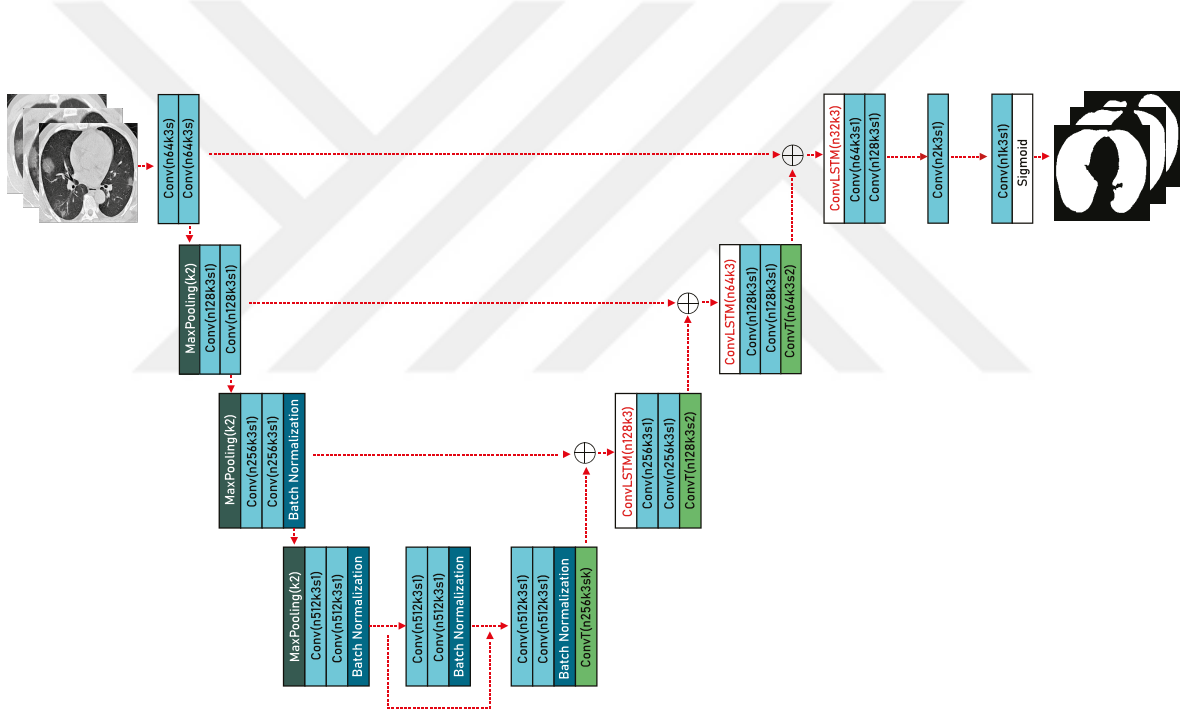 Conv(n64k3s)
Conv(n64k3s)
ConvLSTM(n32k3)
Conv(n64k3s1)
Conv(n128k3s1)
Conv(n2k3s1)
Conv(n1k3s1)
Sigmoid
MaxPooling(k2)
Conv(n128k3s1)
Conv(n128k3s1)
ConvLSTM(n64k3)
Conv(n128k3s1)
Conv(n128k3s1)
ConvT(n64k3s2)
MaxPooling(k2)
Conv(n256k3s1)
Conv(n256k3s1)
Batch Normalization
ConvLSTM(n128k3)
Conv(n256k3s1)
Conv(n256k3s1)
ConvT(n128k3s2)
MaxPooling(k2)
Conv(n512k3s1)
Conv(n512k3s1)
Batch Normalization
Conv(n512k3s1)
Conv(n512k3s1)
Batch Normalization
Conv(n512k3s1)
Conv(n512k3s1)
Batch Normalization
ConvT(n256k3sk)